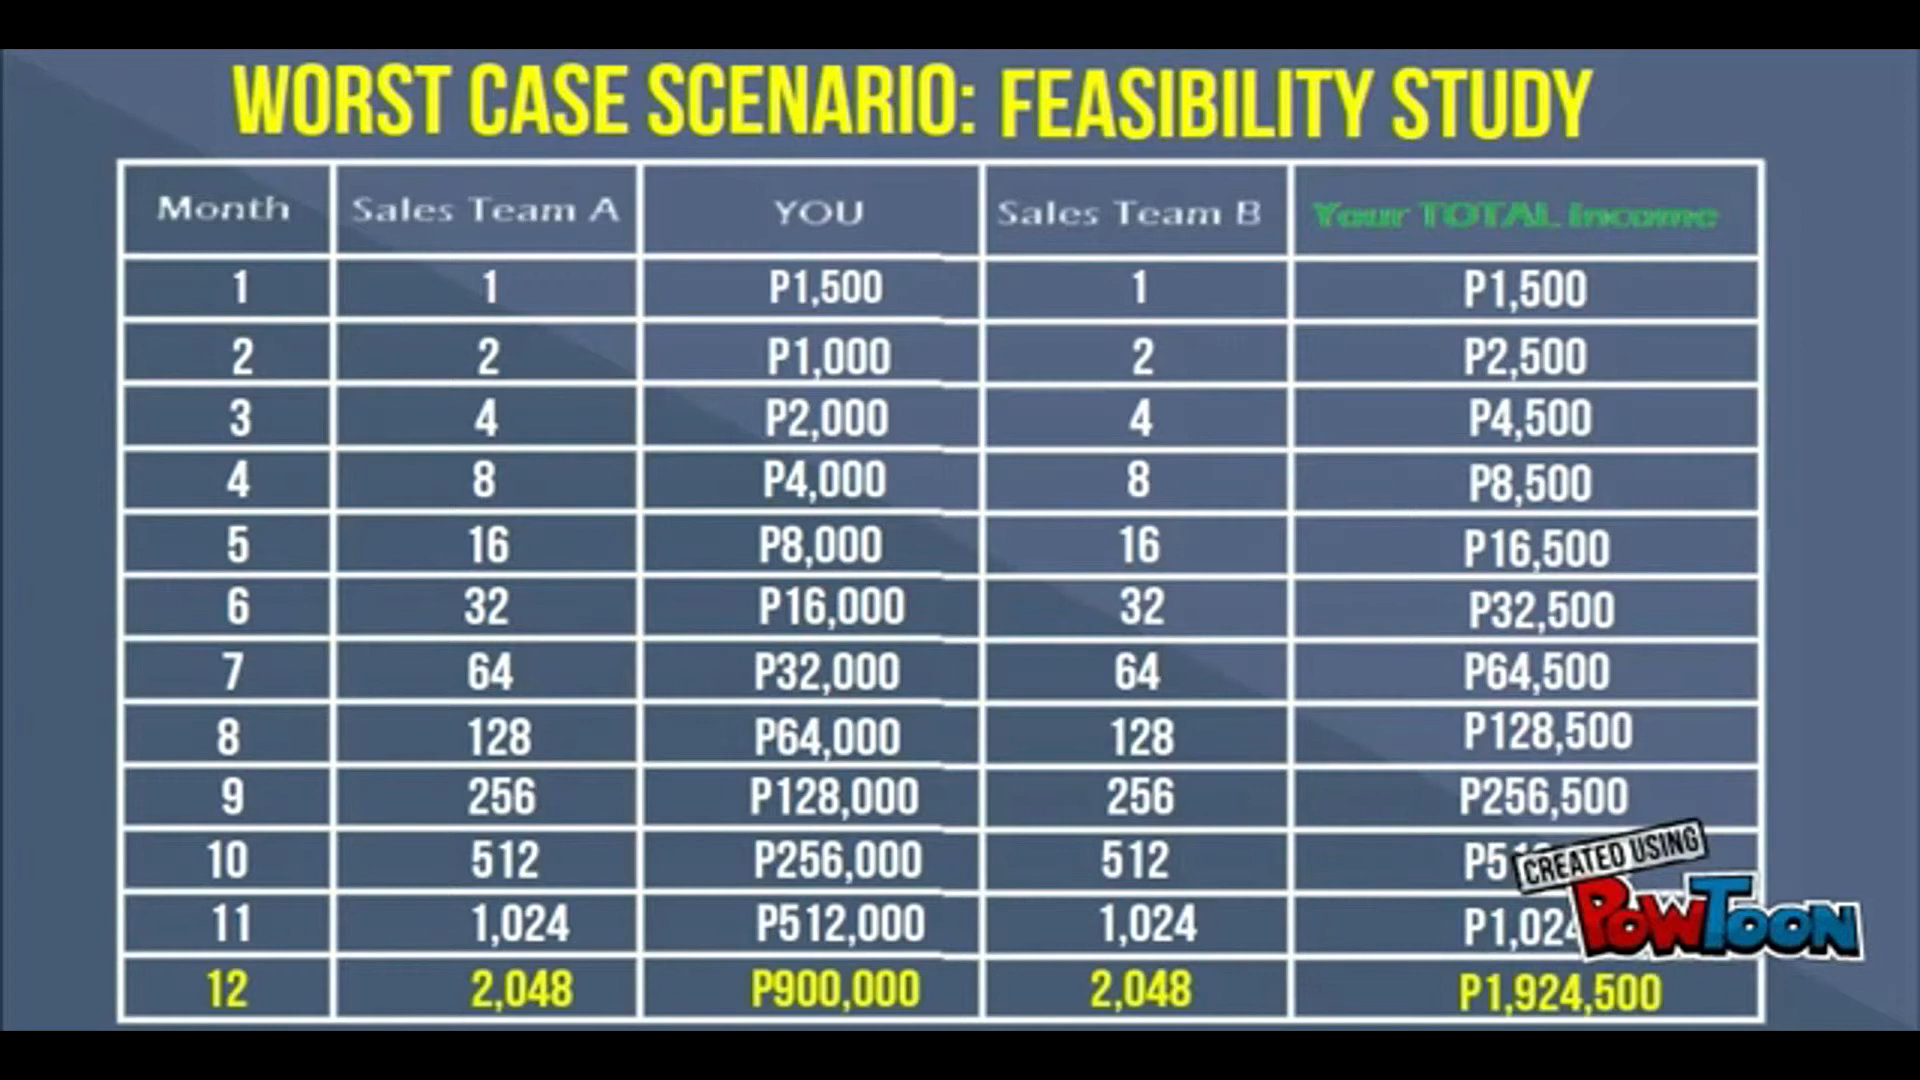 WORST CASE SCENARIO: FEASIBILITY STUDY
Month Sales Team A YOU Sales Team B Your TOTAL income
1 1 P1,500 1 P1,500
2 2 P1,000 2 P2,500
3 4 P2,000 4 P4,500
4 8 P4,000 8 P8,500
5 16 P8,000 16 P16,500
6 32 P16,000 32 P32,500
7 64 P32,000 64 P64,500
8 128 P64,000 128 P128,500
9 256 P128,000 256 P256,500
10 512 P256,000 512
11 1,024 P512,000 1,024
12 2,048 P900,000 2,048 P1,924,500
CREATED USING
POWTOON